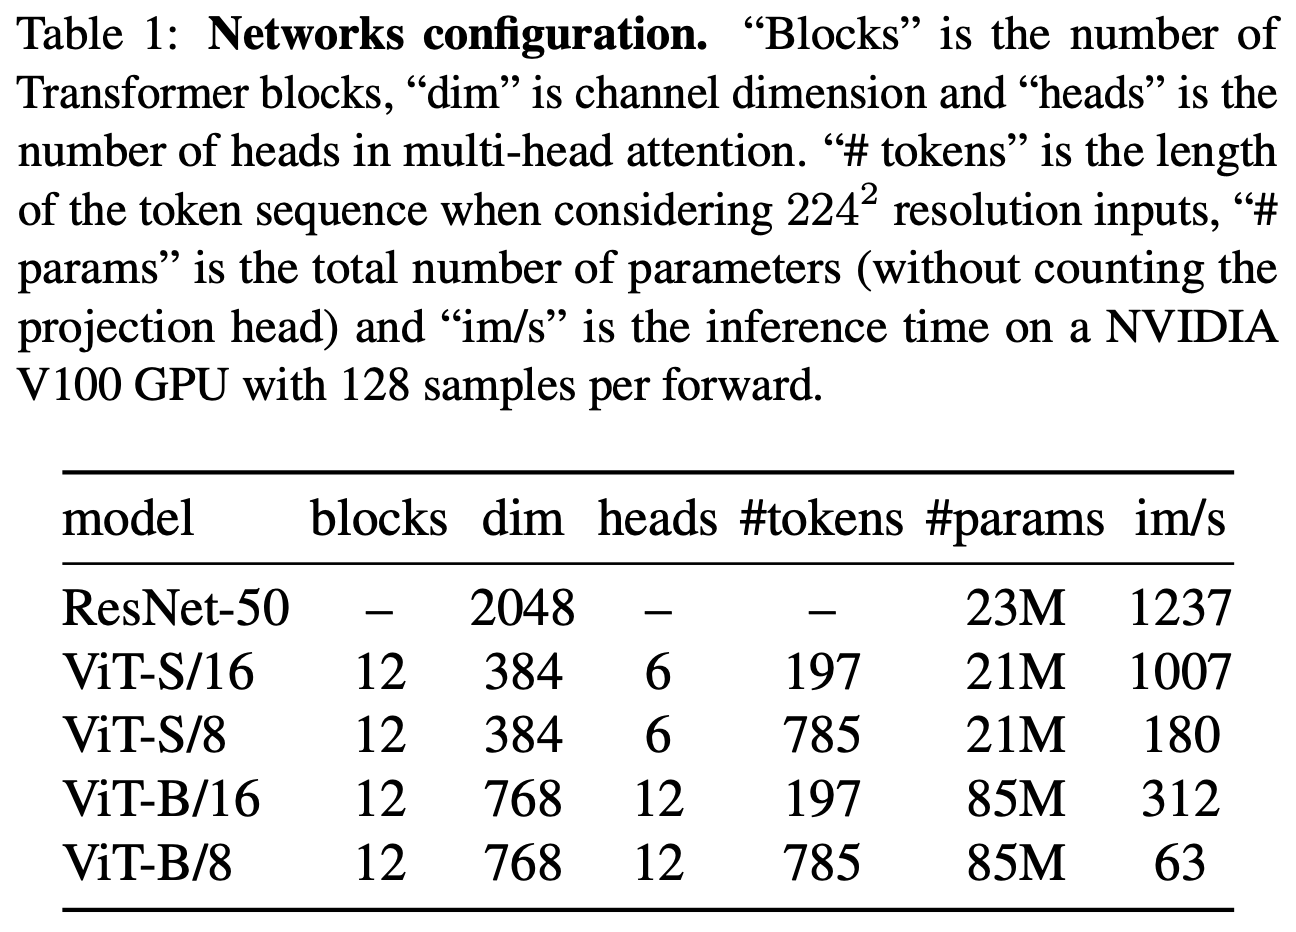 Table 1: Networks configuration. “Blocks” is the number of
Transformer blocks, “dim” is channel dimension and “heads” is the
number of heads in multi-head attention. “# tokens” is the length
of the token sequence when considering 224² resolution inputs, “#
params” is the total number of parameters (without counting the
projection head) and “im/s” is the inference time on a NVIDIA
V100 GPU with 128 samples per forward.
model blocks dim heads #tokens #params im/s
ResNet-50 – 2048 – – 23M 1237
ViT-S/16 12 384 6 197 21M 1007
ViT-S/8 12 384 6 785 21M 180
ViT-B/16 12 768 12 197 85M 312
ViT-B/8 12 768 12 785 85M 63